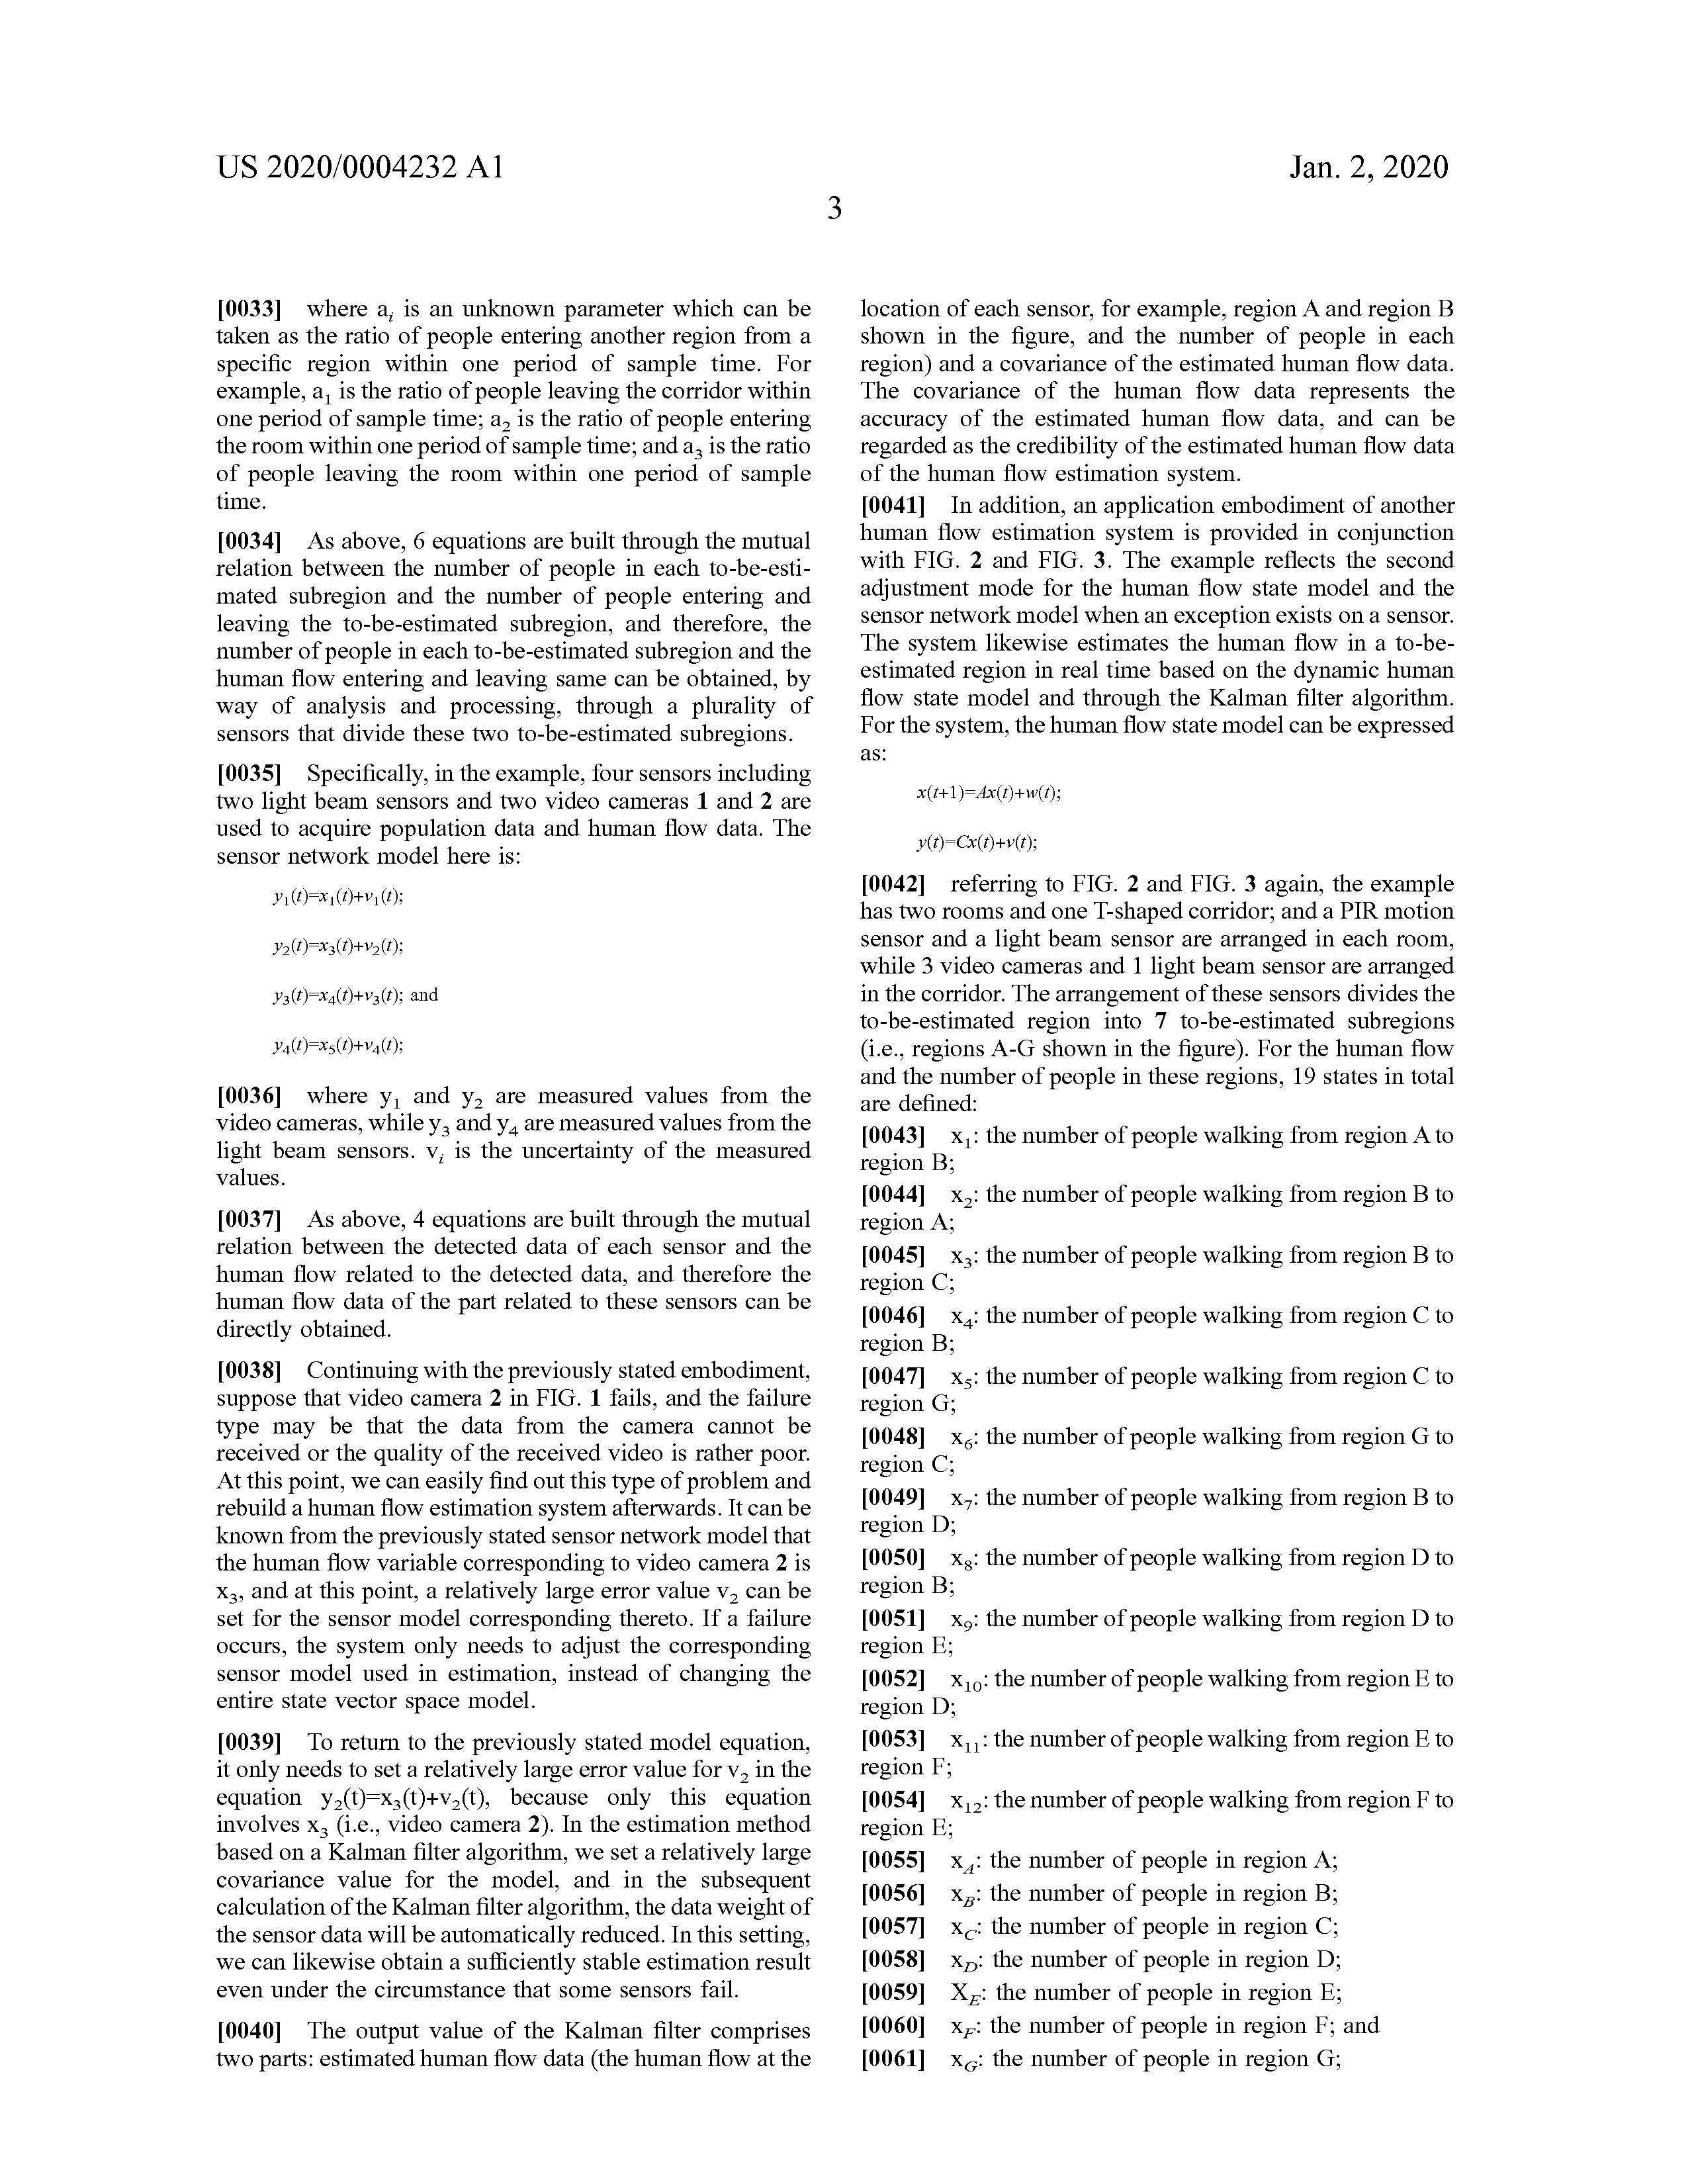 US 2020/0004232 A1
Jan. 2, 2020
3
[0033] where aᵢ is an unknown parameter which can be
taken as the ratio of people entering another region from a
specific region within one period of sample time. For
example, a₁ is the ratio of people leaving the corridor within
one period of sample time; a₂ is the ratio of people entering
the room within one period of sample time; and a₃ is the ratio
of people leaving the room within one period of sample
time.
[0034] As above, 6 equations are built through the mutual
relation between the number of people in each to-be-esti-
mated subregion and the number of people entering and
leaving the to-be-estimated subregion, and therefore, the
number of people in each to-be-estimated subregion and the
human flow entering and leaving same can be obtained, by
way of analysis and processing, through a plurality of
sensors that divide these two to-be-estimated subregions.
[0035] Specifically, in the example, four sensors including
two light beam sensors and two video cameras 1 and 2 are
used to acquire population data and human flow data. The
sensor network model here is:
y₁(t)=x₁(t)+v₁(t);
y₂(t)=x₃(t)+v₂(t);
y₃(t)=x₄(t)+v₃(t); and
y₄(t)=x₅(t)+v₄(t);
[0036] where y₁ and y₂ are measured values from the
video cameras, while y₃ and y₄ are measured values from the
light beam sensors. vᵢ is the uncertainty of the measured
values.
[0037] As above, 4 equations are built through the mutual
relation between the detected data of each sensor and the
human flow related to the detected data, and therefore the
human flow data of the part related to these sensors can be
directly obtained.
[0038] Continuing with the previously stated embodiment,
suppose that video camera 2 in FIG. 1 fails, and the failure
type may be that the data from the camera cannot be
received or the quality of the received video is rather poor.
At this point, we can easily find out this type of problem and
rebuild a human flow estimation system afterwards. It can be
known from the previously stated sensor network model that
the human flow variable corresponding to video camera 2 is
x₃, and at this point, a relatively large error value v₂ can be
set for the sensor model corresponding thereto. If a failure
occurs, the system only needs to adjust the corresponding
sensor model used in estimation, instead of changing the
entire state vector space model.
[0039] To return to the previously stated model equation,
it only needs to set a relatively large error value for v₂ in the
equation y₂(t)=x₃(t)+v₂(t), because only this equation
involves x₃ (i.e., video camera 2). In the estimation method
based on a Kalman filter algorithm, we set a relatively large
covariance value for the model, and in the subsequent
calculation of the Kalman filter algorithm, the data weight of
the sensor data will be automatically reduced. In this setting,
we can likewise obtain a sufficiently stable estimation result
even under the circumstance that some sensors fail.
[0040] The output value of the Kalman filter comprises
two parts: estimated human flow data (the human flow at the
location of each sensor, for example, region A and region B
shown in the figure, and the number of people in each
region) and a covariance of the estimated human flow data.
The covariance of the human flow data represents the
accuracy of the estimated human flow data, and can be
regarded as the credibility of the estimated human flow data
of the human flow estimation system.
[0041] In addition, an application embodiment of another
human flow estimation system is provided in conjunction
with FIG. 2 and FIG. 3. The example reflects the second
adjustment mode for the human flow state model and the
sensor network model when an exception exists on a sensor.
The system likewise estimates the human flow in a to-be-
estimated region in real time based on the dynamic human
flow state model and through the Kalman filter algorithm.
For the system, the human flow state model can be expressed
as:
x(t+1)=Ax(t)+w(t);
y(t)=Cx(t)+v(t);
[0042] referring to FIG. 2 and FIG. 3 again, the example
has two rooms and one T-shaped corridor; and a PIR motion
sensor and a light beam sensor are arranged in each room,
while 3 video cameras and 1 light beam sensor are arranged
in the corridor. The arrangement of these sensors divides the
to-be-estimated region into 7 to-be-estimated subregions
(i.e., regions A-G shown in the figure). For the human flow
and the number of people in these regions, 19 states in total
are defined:
[0043] x₁: the number of people walking from region A to
region B;
[0044] x₂: the number of people walking from region B to
region A;
[0045] x₃: the number of people walking from region B to
region C;
[0046] x₄: the number of people walking from region C to
region B;
[0047] x₅: the number of people walking from region C to
region G;
[0048] x₆: the number of people walking from region G to
region C;
[0049] x₇: the number of people walking from region B to
region D;
[0050] x₈: the number of people walking from region D to
region B;
[0051] x₉: the number of people walking from region D to
region E;
[0052] x₁₀: the number of people walking from region E to
region D;
[0053] x₁₁: the number of people walking from region E to
region F;
[0054] x₁₂: the number of people walking from region F to
region E;
[0055] x_A: the number of people in region A;
[0056] x_B: the number of people in region B;
[0057] x_C: the number of people in region C;
[0058] x_D: the number of people in region D;
[0059] X_E: the number of people in region E;
[0060] x_F: the number of people in region F; and
[0061] x_G: the number of people in region G;